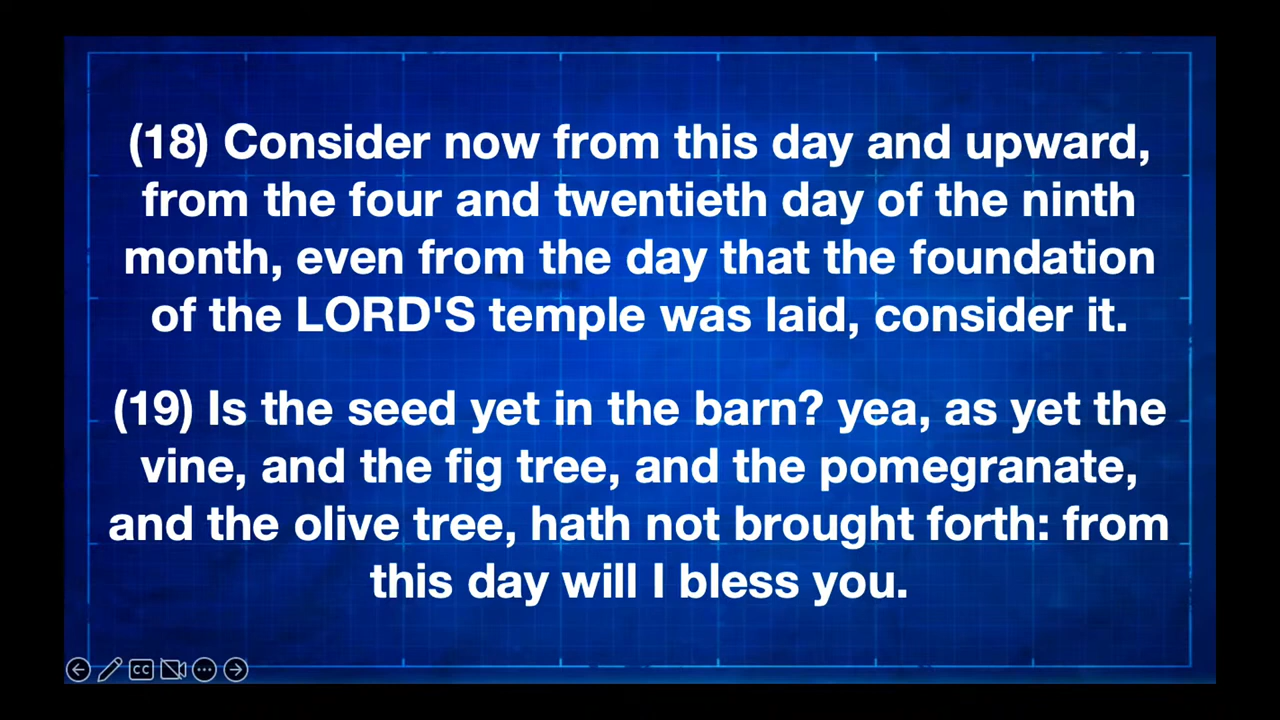 (18) Consider now from this day and upward,
from the four and twentieth day of the ninth
month, even from the day that the foundation
of the LORD'S temple was laid, consider it.
(19) Is the seed yet in the barn? yea, as yet the
vine, and the fig tree, and the pomegranate,
and the olive tree, hath not brought forth: from
this day will I bless you.
CC